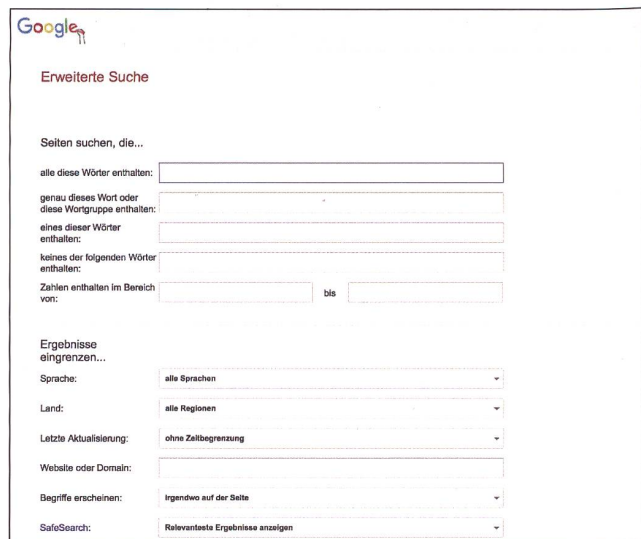 Google
Erweiterte Suche
Seiten suchen, die...
alle diese Wörter enthalten:
genau dieses Wort oder
diese Wortgruppe enthalten:
eines dieser Wörter
enthalten:
keines der folgenden Wörter
enthalten:
Zahlen enthalten im Bereich
von:
bis
Ergebnisse
eingrenzen...
Sprache: alle Sprachen
Land: alle Regionen
Letzte Aktualisierung: ohne Zeitbegrenzung
Website oder Domain:
Begriffe erscheinen: Irgendwo auf der Seite
SafeSearch: Relevanteste Ergebnisse anzeigen